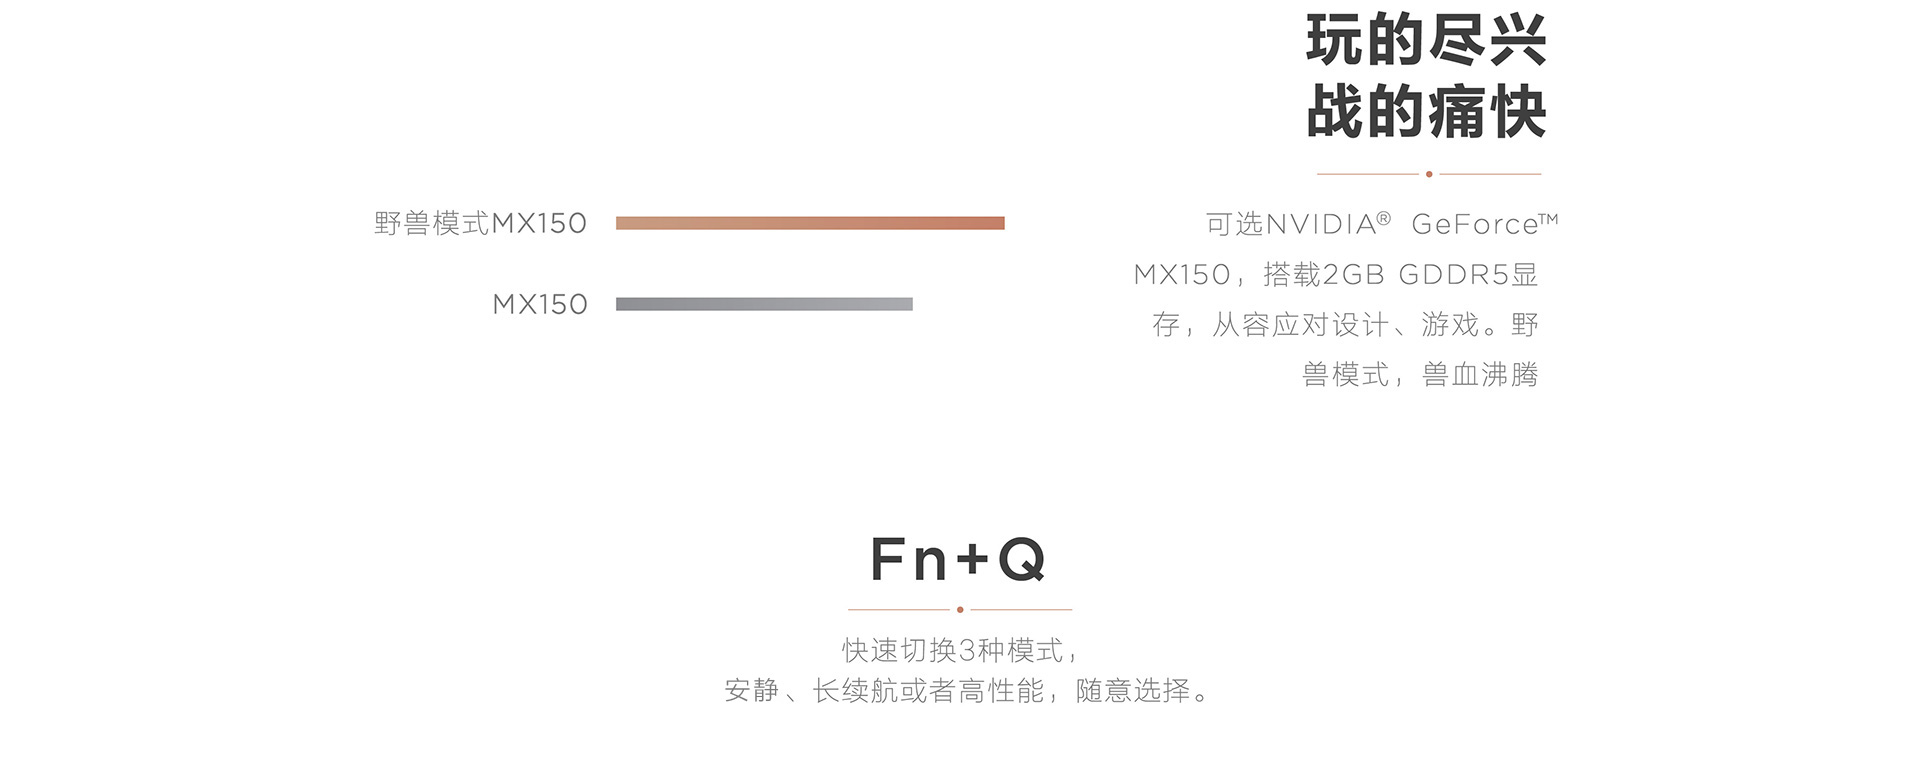 玩的尽兴
战的痛快
野兽模式MX150
MX150
可选NVIDIA® GeForce™
MX150，搭载2GB GDDR5显
存，从容应对设计、游戏。野
兽模式，兽血沸腾
Fn+Q
快速切换3种模式，
安静、长续航或者高性能，随意选择。